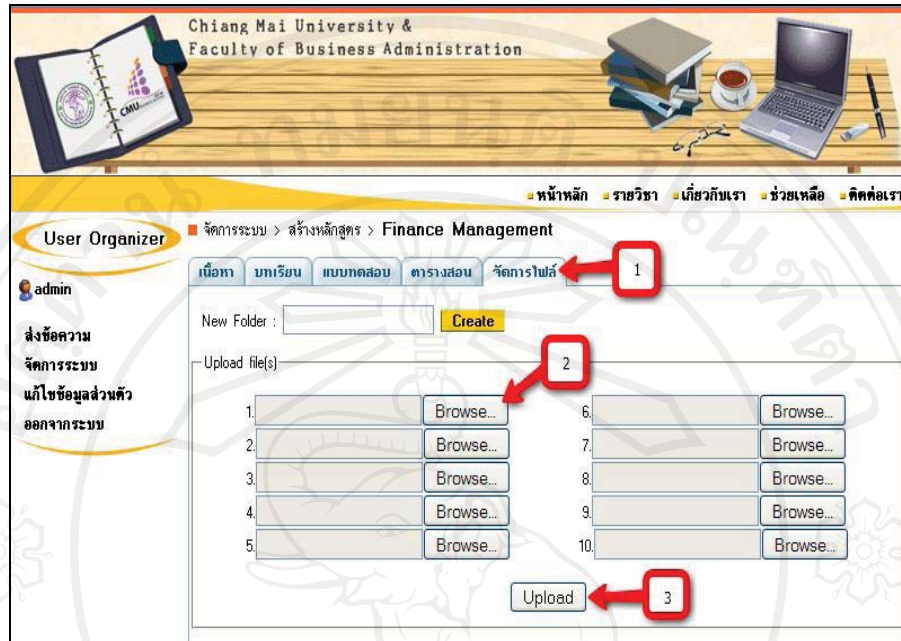 Chiang Mai University &
Faculty of Business Administration
CMU
หน้าหลัก รายวิชา เกี่ยวกับเรา ช่วยเหลือ ติดต่อเรา
User Organizer
admin
ส่งข้อความ
จัดการระบบ
แก้ไขข้อมูลส่วนตัว
ออกจากระบบ
จัดการระบบ > สร้างหลักสูตร > Finance Management
เนื้อหา บทเรียน แบบทดสอบ ตารางสอน จัดการไฟล์ 1
New Folder : Create
Upload file(s) 2
1. Browse... 6. Browse...
2. Browse... 7. Browse...
3. Browse... 8. Browse...
4. Browse... 9. Browse...
5. Browse... 10. Browse...
Upload 3